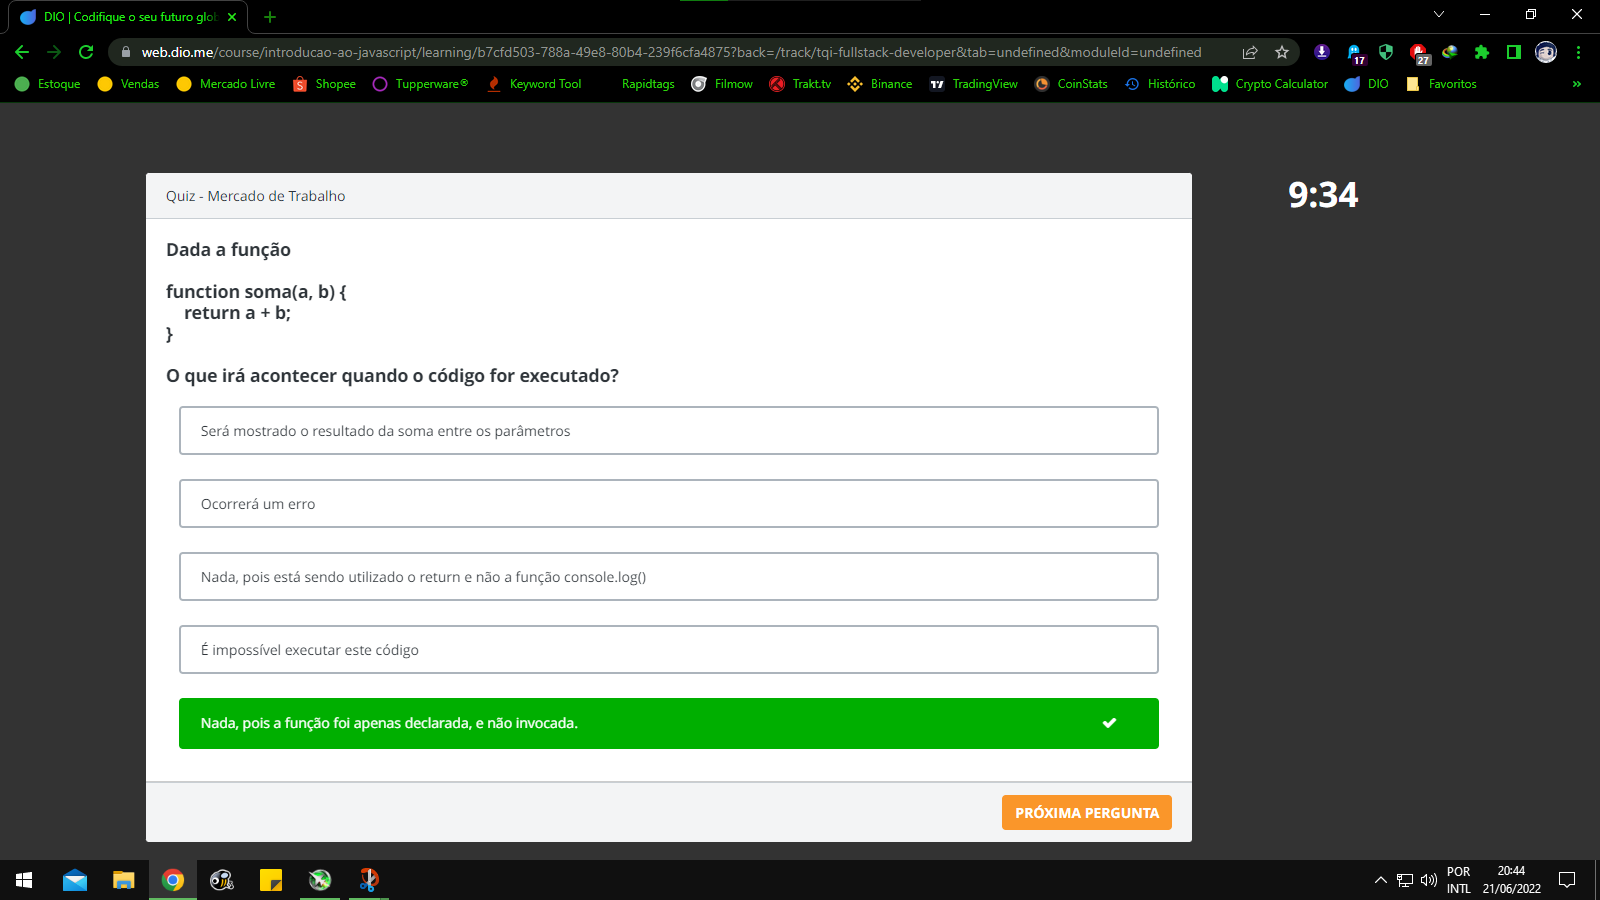 DIO | Codifique o seu futuro glob
web.dio.me/course/introducao-ao-javascript/learning/b7cfd503-788a-49e8-80b4-239f6cfa4875?back=/track/tqi-fullstack-developer&tab=undefined&moduleId=undefined
17
27
Estoque Vendas Mercado Livre Shopee Tupperware® Keyword Tool Rapidtags Filmow Trakt.tv Binance TradingView CoinStats Histórico Crypto Calculator DIO Favoritos »
Quiz - Mercado de Trabalho
9:34
Dada a função
function soma(a, b) {
return a + b;
}
O que irá acontecer quando o código for executado?
Será mostrado o resultado da soma entre os parâmetros
Ocorrerá um erro
Nada, pois está sendo utilizado o return e não a função console.log()
É impossível executar este código
Nada, pois a função foi apenas declarada, e não invocada.
PRÓXIMA PERGUNTA
POR
INTL
20:44
21/06/2022